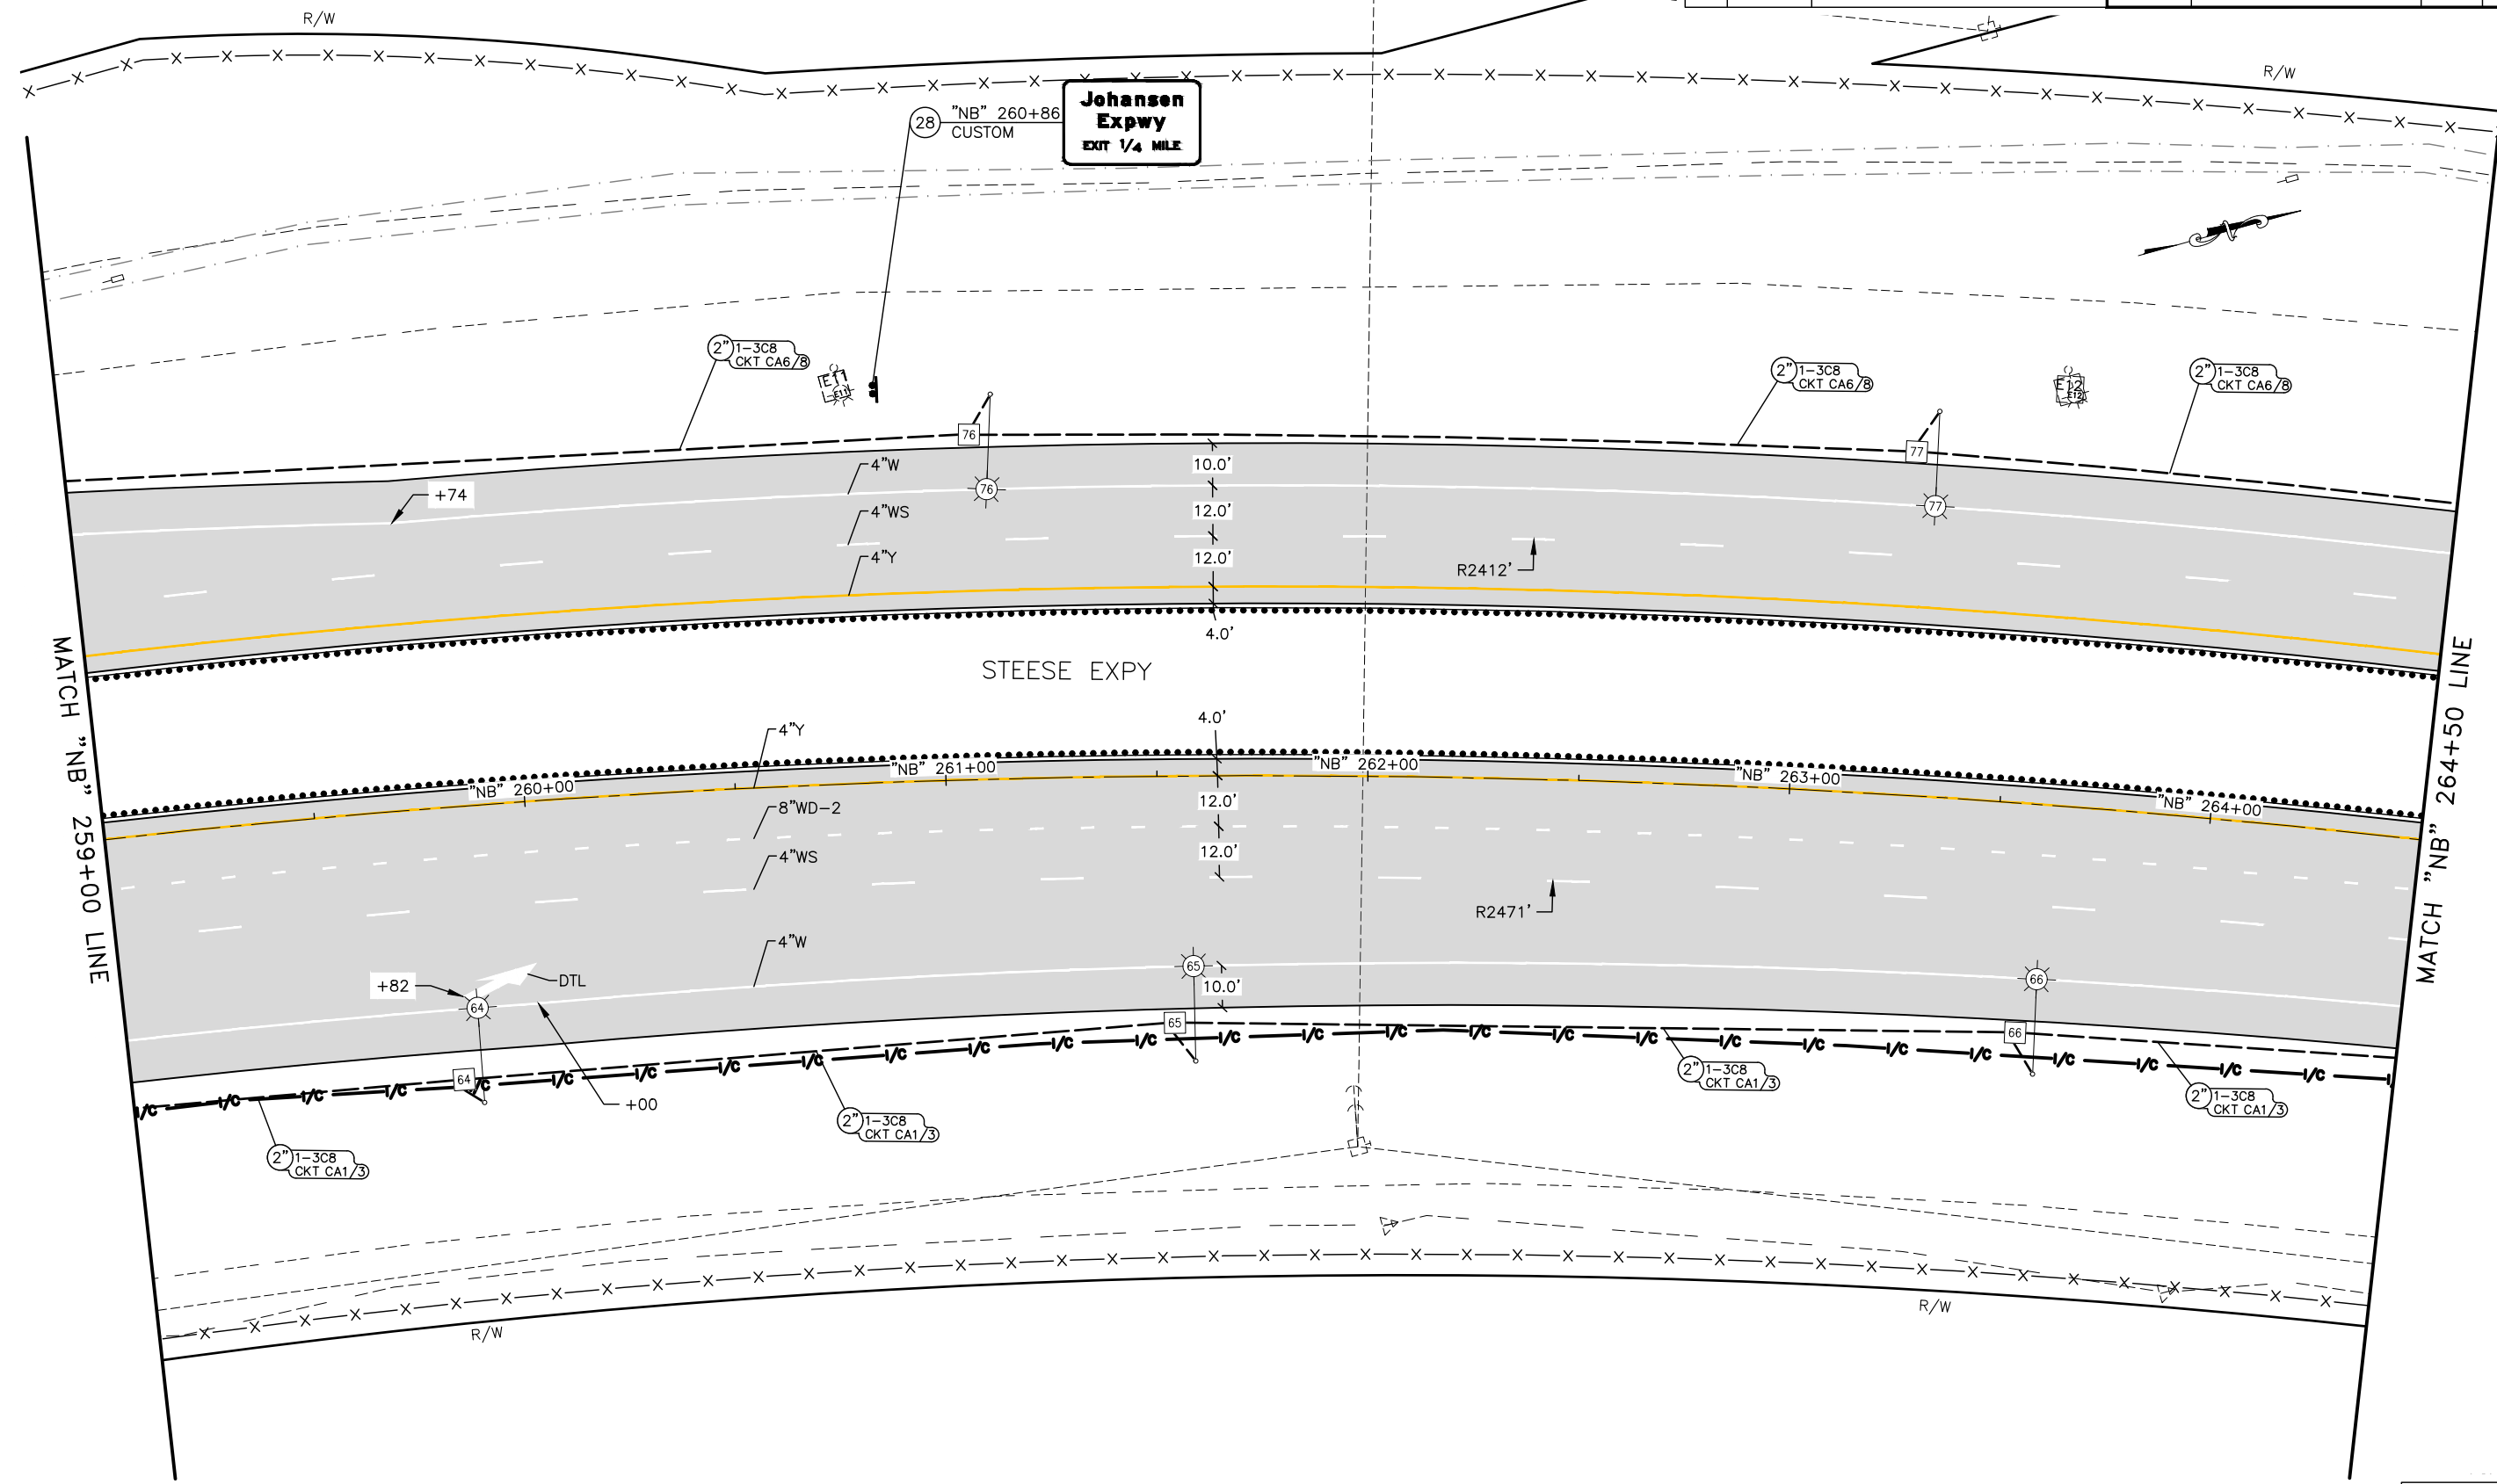 R/W
R/W
Johansen
Expwy
EXIT 1/4 MILE
28
"NB" 260+86
CUSTOM
N
2" 1-3C8
CKT CA6/8
2" 1-3C8
CKT CA6/8
2" 1-3C8
CKT CA6/8
E11
E11
E12
E12
76
77
76
77
+74
4"W
4"WS
4"Y
10.0'
12.0'
12.0'
4.0'
R2412'
STEESE EXPY
MATCH "NB" 259+00 LINE
MATCH "NB" 264+50 LINE
4.0'
4"Y
"NB" 260+00
"NB" 261+00
"NB" 262+00
"NB" 263+00
"NB" 264+00
8"WD-2
4"WS
12.0'
12.0'
R2471'
4"W
+82
DTL
64
65
66
10.0'
64
65
66
+00
I/C I/C I/C I/C I/C I/C I/C I/C I/C I/C I/C I/C I/C I/C I/C I/C I/C I/C I/C I/C I/C I/C I/C I/C I/C I/C I/C I/C
2" 1-3C8
CKT CA1/3
2" 1-3C8
CKT CA1/3
2" 1-3C8
CKT CA1/3
2" 1-3C8
CKT CA1/3
R/W
R/W